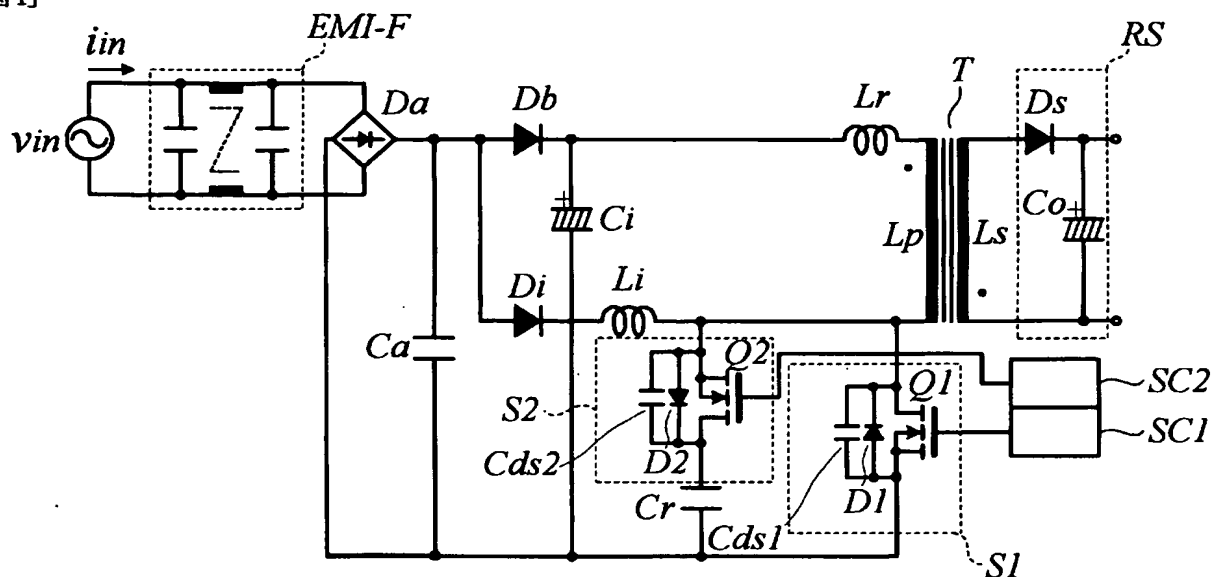 EMI-F
RS
iin
T
Da
Db
Lr
Ds
vin
Ci
Co
Lp
Ls
Di
Li
Ca
Q2
Q1
SC2
S2
SC1
Cds2
D2
D1
Cr
Cds1
S1